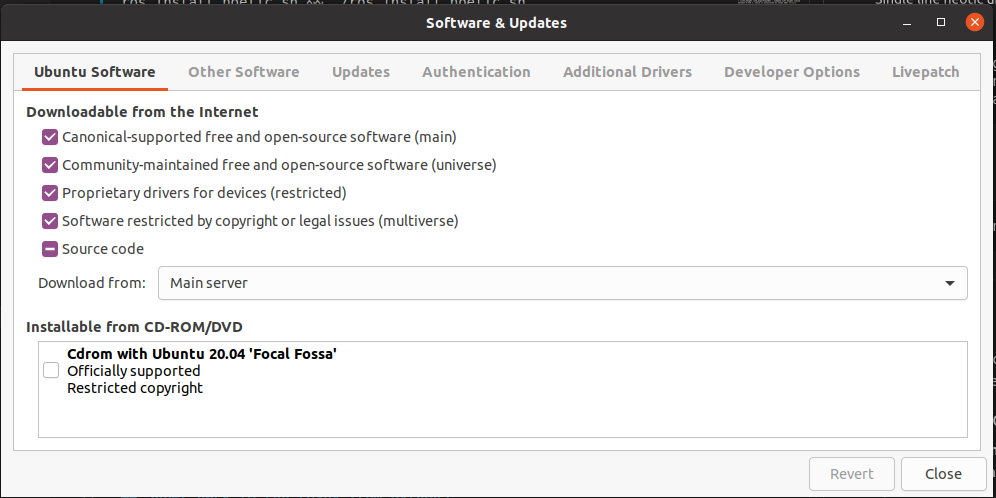 Software & Updates
Ubuntu Software Other Software Updates Authentication Additional Drivers Developer Options Livepatch
Downloadable from the Internet
Canonical-supported free and open-source software (main)
Community-maintained free and open-source software (universe)
Proprietary drivers for devices (restricted)
Software restricted by copyright or legal issues (multiverse)
Source code
Download from: Main server
Installable from CD-ROM/DVD
Cdrom with Ubuntu 20.04 'Focal Fossa'
Officially supported
Restricted copyright
Revert Close